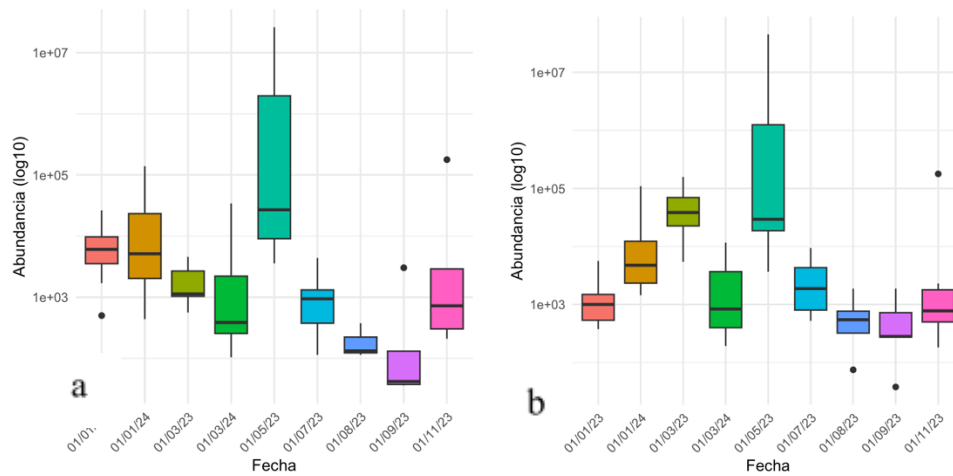 1e+07
1e+05
1e+03
Abundancia (log10)
a
01/01/24
01/03/23
01/03/24
01/05/23
01/07/23
01/08/23
01/09/23
01/11/23
Fecha
1e+07
1e+05
1e+03
Abundancia (log10)
b
01/01/23
01/01/24
01/03/23
01/03/24
01/05/23
01/07/23
01/08/23
01/09/23
01/11/23
Fecha